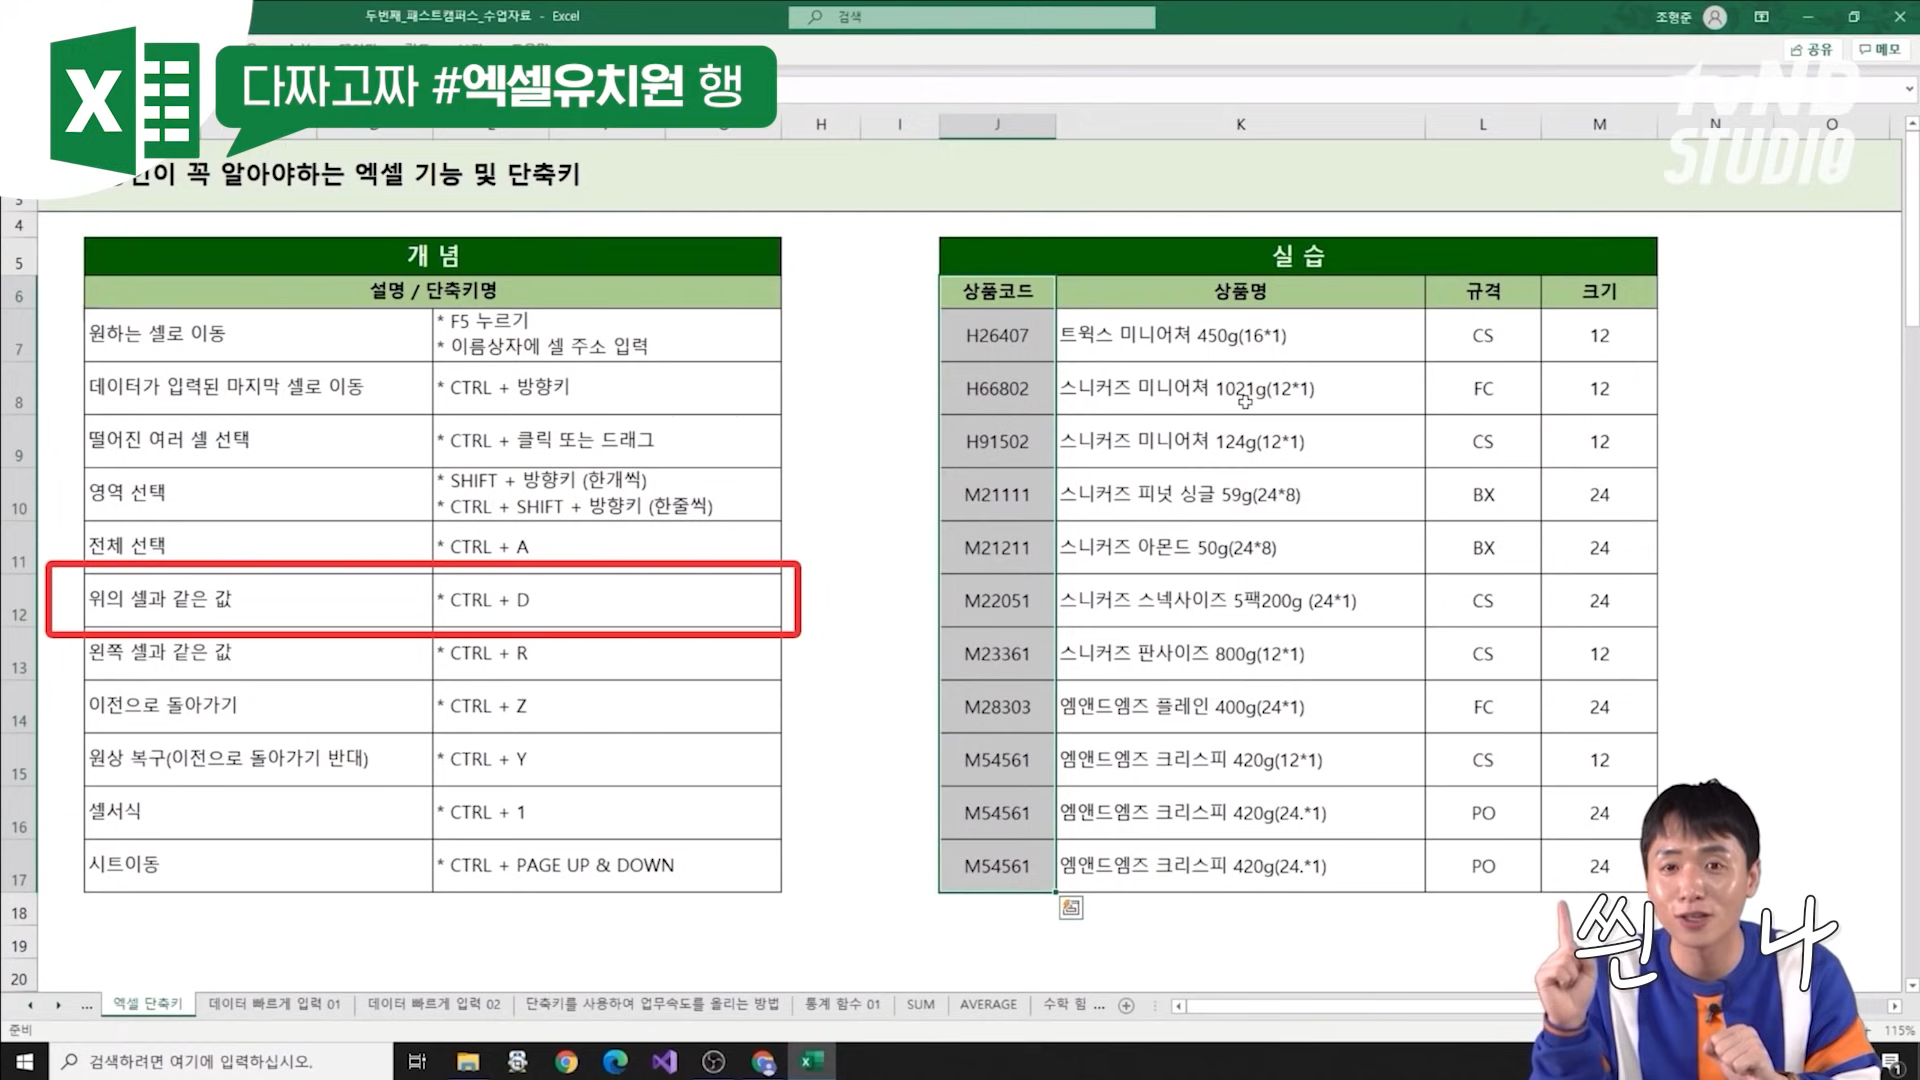 두번째_패스트캠퍼스_수업자료 - Excel
검색
조형준
X
다짜고짜 #엑셀유치원 행
공유
메모
STUDIO
H I J K L M N O
꼭 알아야하는 엑셀 기능 및 단축키
3
4
5
6
7
8
9
10
11
12
13
14
15
16
17
18
19
20
개 념
설명 / 단축키명
원하는 셀로 이동
* F5 누르기
* 이름상자에 셀 주소 입력
데이터가 입력된 마지막 셀로 이동 * CTRL + 방향키
떨어진 여러 셀 선택 * CTRL + 클릭 또는 드래그
영역 선택
* SHIFT + 방향키 (한개씩)
* CTRL + SHIFT + 방향키 (한줄씩)
전체 선택 * CTRL + A
위의 셀과 같은 값 * CTRL + D
왼쪽 셀과 같은 값 * CTRL + R
이전으로 돌아가기 * CTRL + Z
원상 복구(이전으로 돌아가기 반대) * CTRL + Y
셀서식 * CTRL + 1
시트이동 * CTRL + PAGE UP & DOWN
실 습
상품코드 상품명 규격 크기
H26407 트윅스 미니어쳐 450g(16*1) CS 12
H66802 스니커즈 미니어쳐 1021g(12*1) FC 12
H91502 스니커즈 미니어쳐 124g(12*1) CS 12
M21111 스니커즈 피넛 싱글 59g(24*8) BX 24
M21211 스니커즈 아몬드 50g(24*8) BX 24
M22051 스니커즈 스넥사이즈 5팩200g (24*1) CS 24
M23361 스니커즈 판사이즈 800g(12*1) CS 12
M28303 엠앤드엠즈 플레인 400g(24*1) FC 24
M54561 엠앤드엠즈 크리스피 420g(12*1) CS 12
M54561 엠앤드엠즈 크리스피 420g(24.*1) PO 24
M54561 엠앤드엠즈 크리스피 420g(24.*1) PO 24
씐 나
... 엑셀 단축키 데이터 빠르게 입력 01 데이터 빠르게 입력 02 단축키를 사용하여 업무속도를 올리는 방법 통계 함수 01 SUM AVERAGE 수학 힘 ...
준비
115%
검색하려면 여기에 입력하십시오.
1